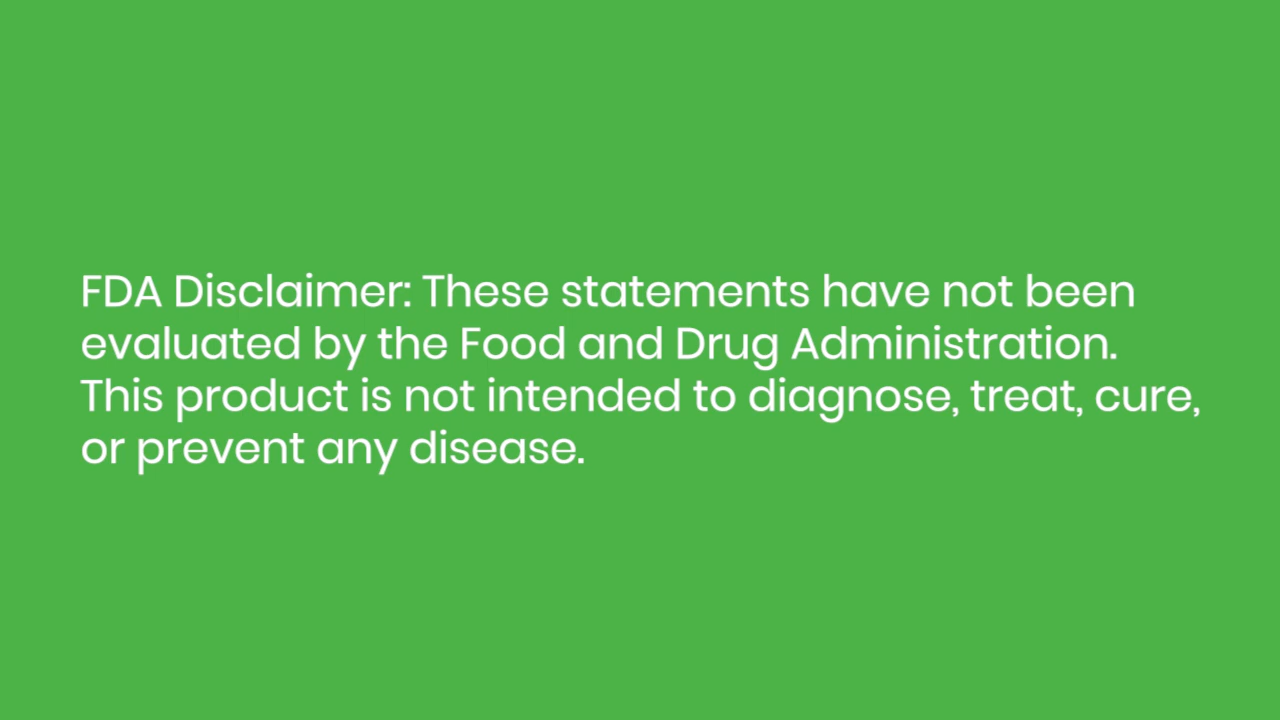 FDA Disclaimer: These statements have not been
evaluated by the Food and Drug Administration.
This product is not intended to diagnose, treat, cure,
or prevent any disease.